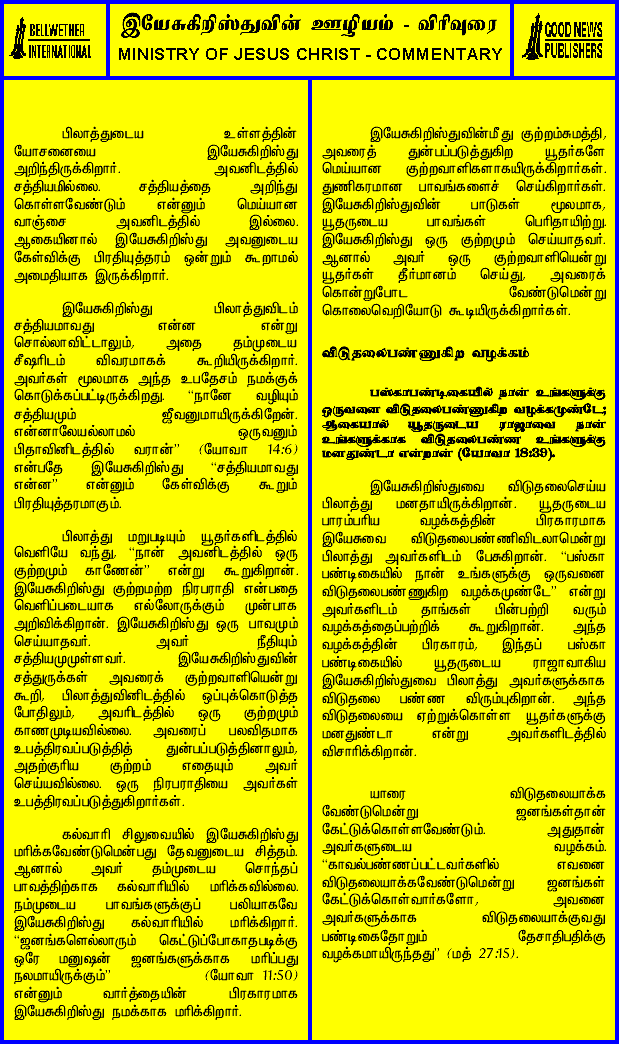 BELLWETHER
INTERNATIONAL
இயேசுகிறிஸ்துவின் ஊழியம் - விரிவுரை
MINISTRY OF JESUS CHRIST - COMMENTARY
GOOD NEWS
PUBLISHERS
பிலாத்துடைய உள்ளத்தின்
யோசனையை இயேசுகிறிஸ்து
அறிந்திருக்கிறார். அவனிடத்தில்
சத்தியமில்லை. சத்தியத்தை அறிந்து
கொள்ளவேண்டும் என்னும் மெய்யான
வாஞ்சை அவனிடத்தில் இல்லை.
ஆகையினால் இயேசுகிறிஸ்து அவனுடைய
கேள்விக்கு பிரதியுத்தரம் ஒன்றும் கூறாமல்
அமைதியாக இருக்கிறார்.
இயேசுகிறிஸ்து பிலாத்துவிடம்
சத்தியமாவது என்ன என்று
சொல்லாவிட்டாலும், அதை தம்முடைய
சீஷரிடம் விவரமாகக் கூறியிருக்கிறார்.
அவர்கள் மூலமாக அந்த உபதேசம் நமக்குக்
கொடுக்கப்பட்டிருக்கிறது. “நானே வழியும்
சத்தியமும் ஜீவனுமாயிருக்கிறேன்.
என்னாலேயல்லாமல் ஒருவனும்
பிதாவினிடத்தில் வரான்” (யோவா 14:6)
என்பதே இயேசுகிறிஸ்து “சத்தியமாவது
என்ன” என்னும் கேள்விக்கு கூறும்
பிரதியுத்தரமாகும்.
பிலாத்து மறுபடியும் யூதர்களிடத்தில்
வெளியே வந்து, “நான் அவனிடத்தில் ஒரு
குற்றமும் காணேன்” என்று கூறுகிறான்.
இயேசுகிறிஸ்து குற்றமற்ற நிரபராதி என்பதை
வெளிப்படையாக எல்லோருக்கும் முன்பாக
அறிவிக்கிறான். இயேசுகிறிஸ்து ஒரு பாவமும்
செய்யாதவர். அவர் நீதியும்
சத்தியமுமுள்ளவர். இயேசுகிறிஸ்துவின்
சத்துருக்கள் அவரைக் குற்றவாளியென்று
கூறி, பிலாத்துவினிடத்தில் ஒப்புக்கொடுத்த
போதிலும், அவரிடத்தில் ஒரு குற்றமும்
காணமுடியவில்லை. அவரைப் பலவிதமாக
உபத்திரவப்படுத்தித் துன்பப்படுத்தினாலும்,
அதற்குரிய குற்றம் எதையும் அவர்
செய்யவில்லை. ஒரு நிரபராதியை அவர்கள்
உபத்திரவப்படுத்துகிறார்கள்.
கல்வாரி சிலுவையில் இயேசுகிறிஸ்து
மரிக்கவேண்டுமென்பது தேவனுடைய சித்தம்.
ஆனால் அவர் தம்முடைய சொந்தப்
பாவத்திற்காக கல்வாரியில் மரிக்கவில்லை.
நம்முடைய பாவங்களுக்குப் பலியாகவே
இயேசுகிறிஸ்து கல்வாரியில் மரிக்கிறார்.
“ஜனங்களெல்லாரும் கெட்டுப்போகாதபடிக்கு
ஒரே மனுஷன் ஜனங்களுக்காக மரிப்பது
நலமாயிருக்கும்” (யோவா 11:50)
என்னும் வார்த்தையின் பிரகாரமாக
இயேசுகிறிஸ்து நமக்காக மரிக்கிறார்.
இயேசுகிறிஸ்துவின்மீது குற்றம்சுமத்தி,
அவரைத் துன்பப்படுத்துகிற யூதர்களே
மெய்யான குற்றவாளிகளாகயிருக்கிறார்கள்.
துணிகரமான பாவங்களைச் செய்கிறார்கள்.
இயேசுகிறிஸ்துவின் பாடுகள் மூலமாக,
யூதருடைய பாவங்கள் பெரிதாயிற்று.
இயேசுகிறிஸ்து ஒரு குற்றமும் செய்யாதவர்.
ஆனால் அவர் ஒரு குற்றவாளியென்று
யூதர்கள் தீர்மானம் செய்து, அவரைக்
கொன்றுபோட வேண்டுமென்று
கொலைவெறியோடு கூடியிருக்கிறார்கள்.
விடுதலைபண்ணுகிற வழக்கம்
பஸ்காபண்டிகையில் நான் உங்களுக்கு
ஒருவனை விடுதலைபண்ணுகிற வழக்கமுண்டே;
ஆகையால் யூதருடைய ராஜாவை நான்
உங்களுக்காக விடுதலைபண்ண உங்களுக்கு
மனதுண்டா என்றான் (யோவா 18:39).
இயேசுகிறிஸ்துவை விடுதலைசெய்ய
பிலாத்து மனதாயிருக்கிறான். யூதருடைய
பாரம்பரிய வழக்கத்தின் பிரகாரமாக
இயேசுவை விடுதலைபண்ணிவிடலாமென்று
பிலாத்து அவர்களிடம் பேசுகிறான். “பஸ்கா
பண்டிகையில் நான் உங்களுக்கு ஒருவனை
விடுதலைபண்ணுகிற வழக்கமுண்டே” என்று
அவர்களிடம் தாங்கள் பின்பற்றி வரும்
வழக்கத்தைப்பற்றிக் கூறுகிறான். அந்த
வழக்கத்தின் பிரகாரம், இந்தப் பஸ்கா
பண்டிகையில் யூதருடைய ராஜாவாகிய
இயேசுகிறிஸ்துவை பிலாத்து அவர்களுக்காக
விடுதலை பண்ண விரும்புகிறான். அந்த
விடுதலையை ஏற்றுக்கொள்ள யூதர்களுக்கு
மனதுண்டா என்று அவர்களிடத்தில்
விசாரிக்கிறான்.
யாரை விடுதலையாக்க
வேண்டுமென்று ஜனங்கள்தான்
கேட்டுக்கொள்ளவேண்டும். அதுதான்
அவர்களுடைய வழக்கம்.
“காவல்பண்ணப்பட்டவர்களில் எவனை
விடுதலையாக்கவேண்டுமென்று ஜனங்கள்
கேட்டுக்கொள்வார்களோ, அவனை
அவர்களுக்காக விடுதலையாக்குவது
பண்டிகைதோறும் தேசாதிபதிக்கு
வழக்கமாயிருந்தது” (மத் 27:15).